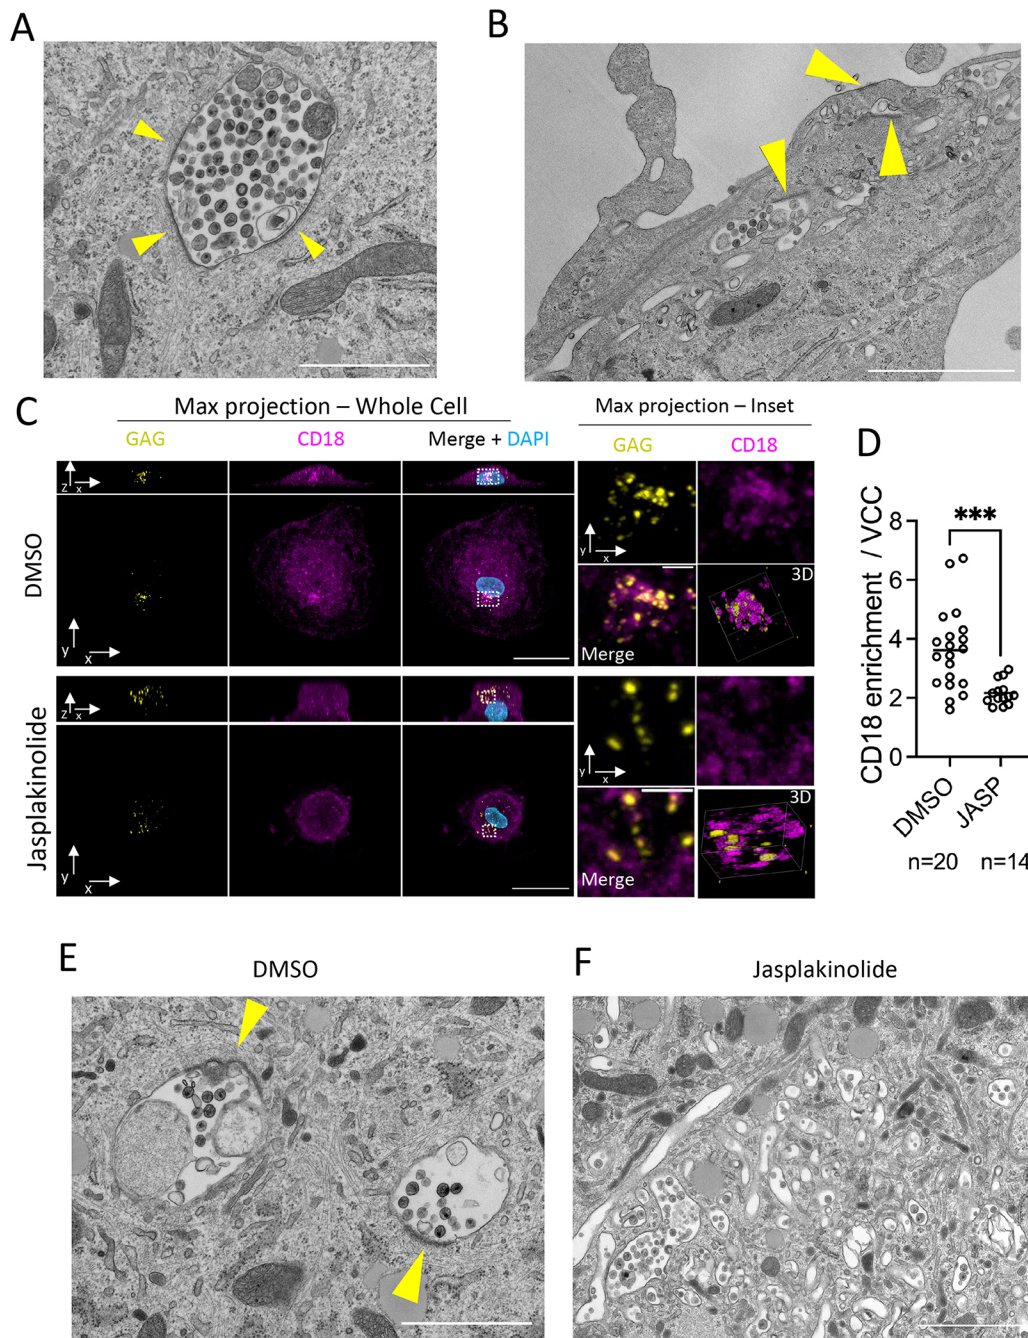 A
B
C
Max projection – Whole Cell
Max projection – Inset
GAG
CD18
Merge + DAPI
GAG
CD18
D
DMSO
z
x
y
x
y
x
Merge
3D
Jasplakinolide
z
x
y
x
y
x
Merge
3D
CD18 enrichment / VCC
8
6
4
2
0
***
DMSO
JASP
n=20
n=14
E
DMSO
F
Jasplakinolide